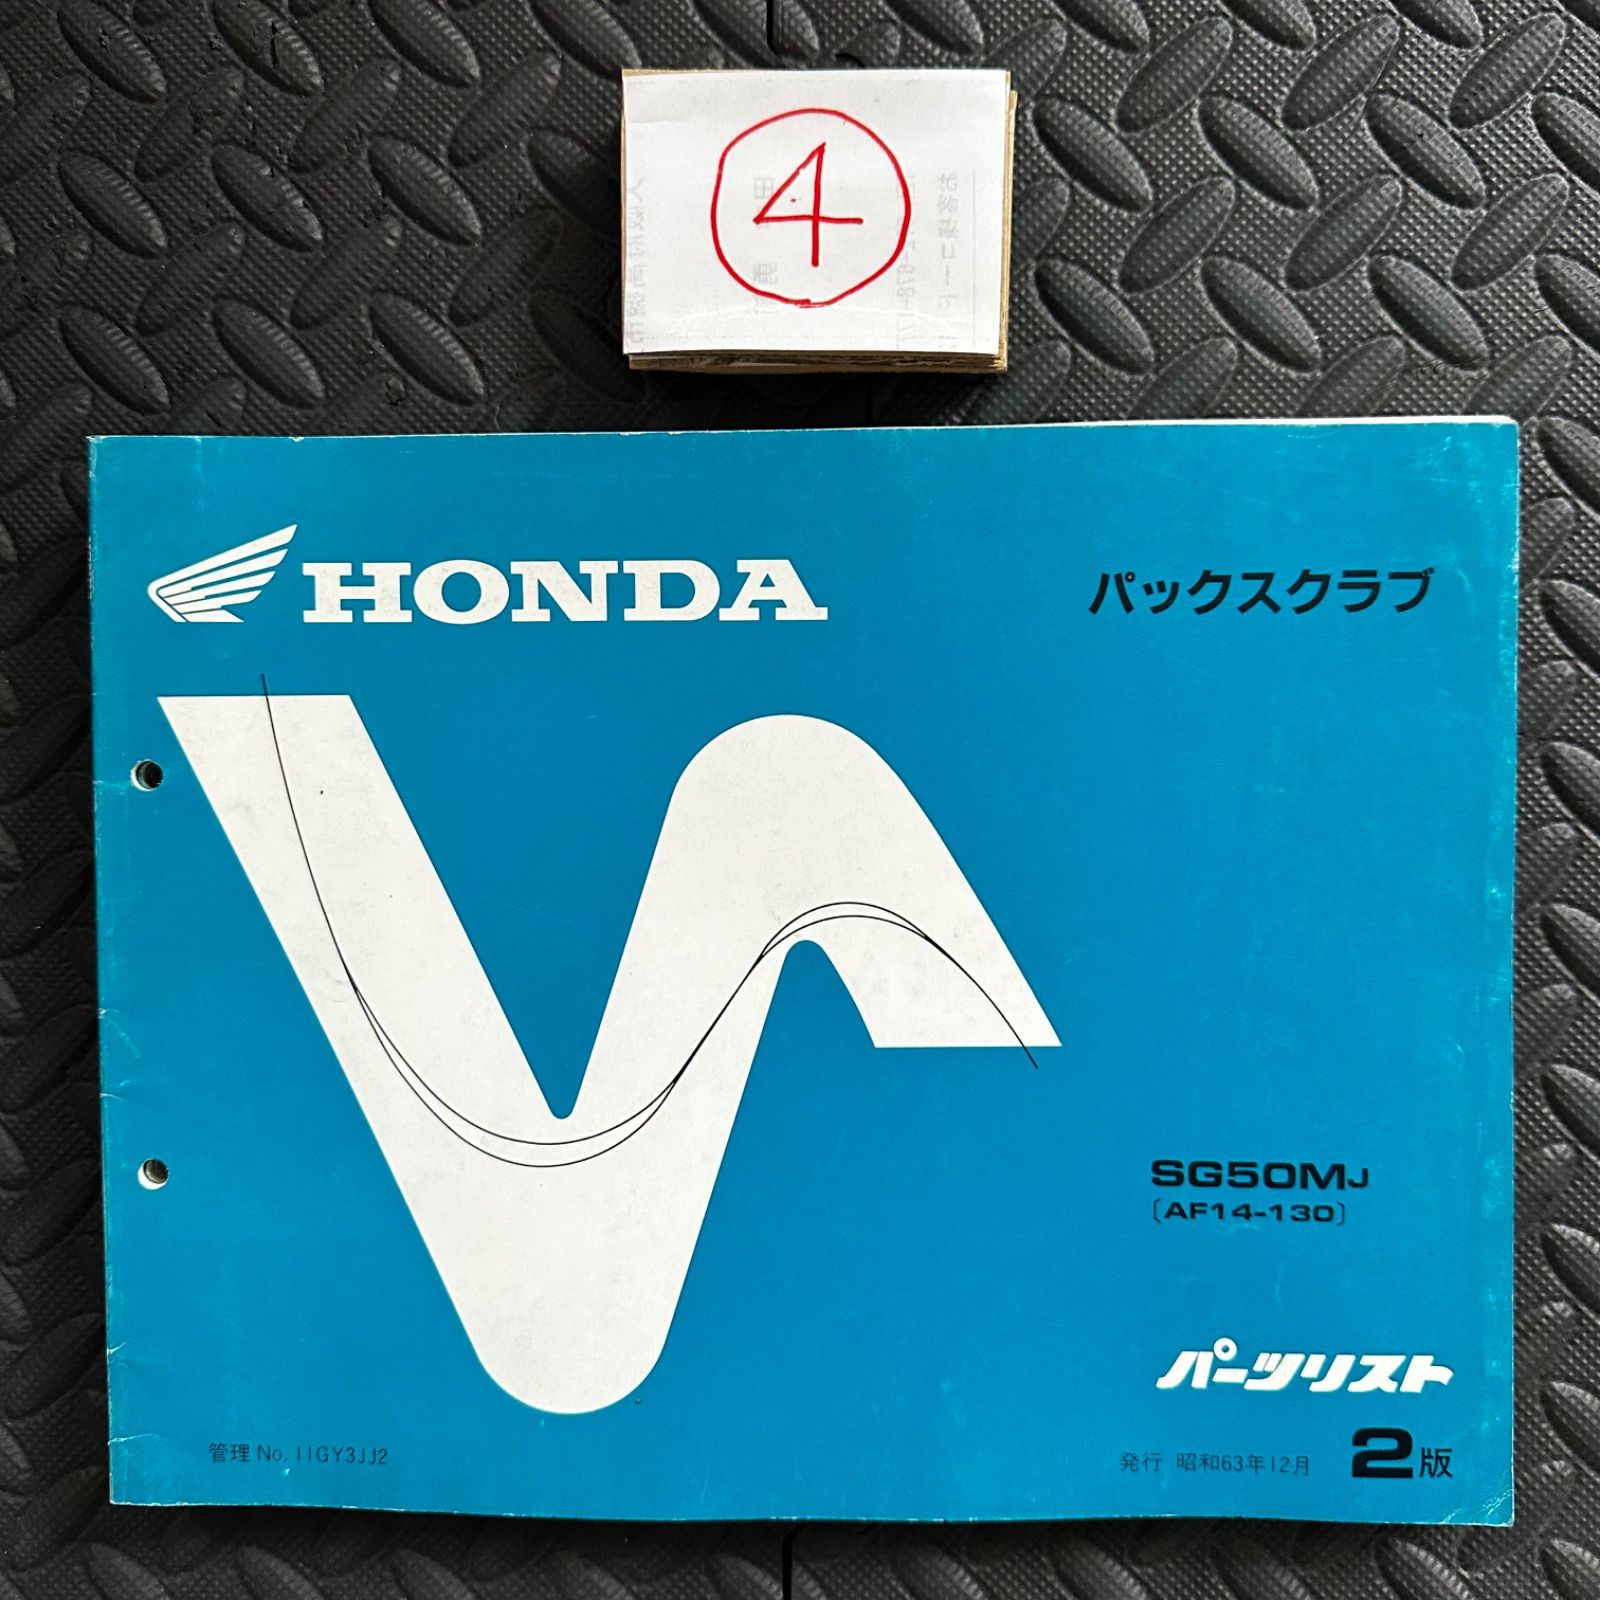 4
HONDA
パックスクラブ
SG50MJ
〔AF14-130〕
パーツリスト
管理 No. 11GY3JJ2
発行 昭和63年12月 2版